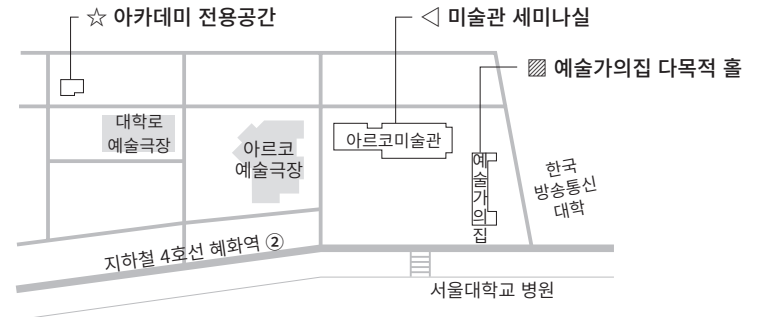 ☆ 아카데미 전용공간
◁ 미술관 세미나실
▨ 예술가의집 다목적 홀
대학로
예술극장
아르코
예술극장
아르코미술관
예술가의집
한국
방송통신
대학
지하철 4호선 혜화역 ②
서울대학교 병원